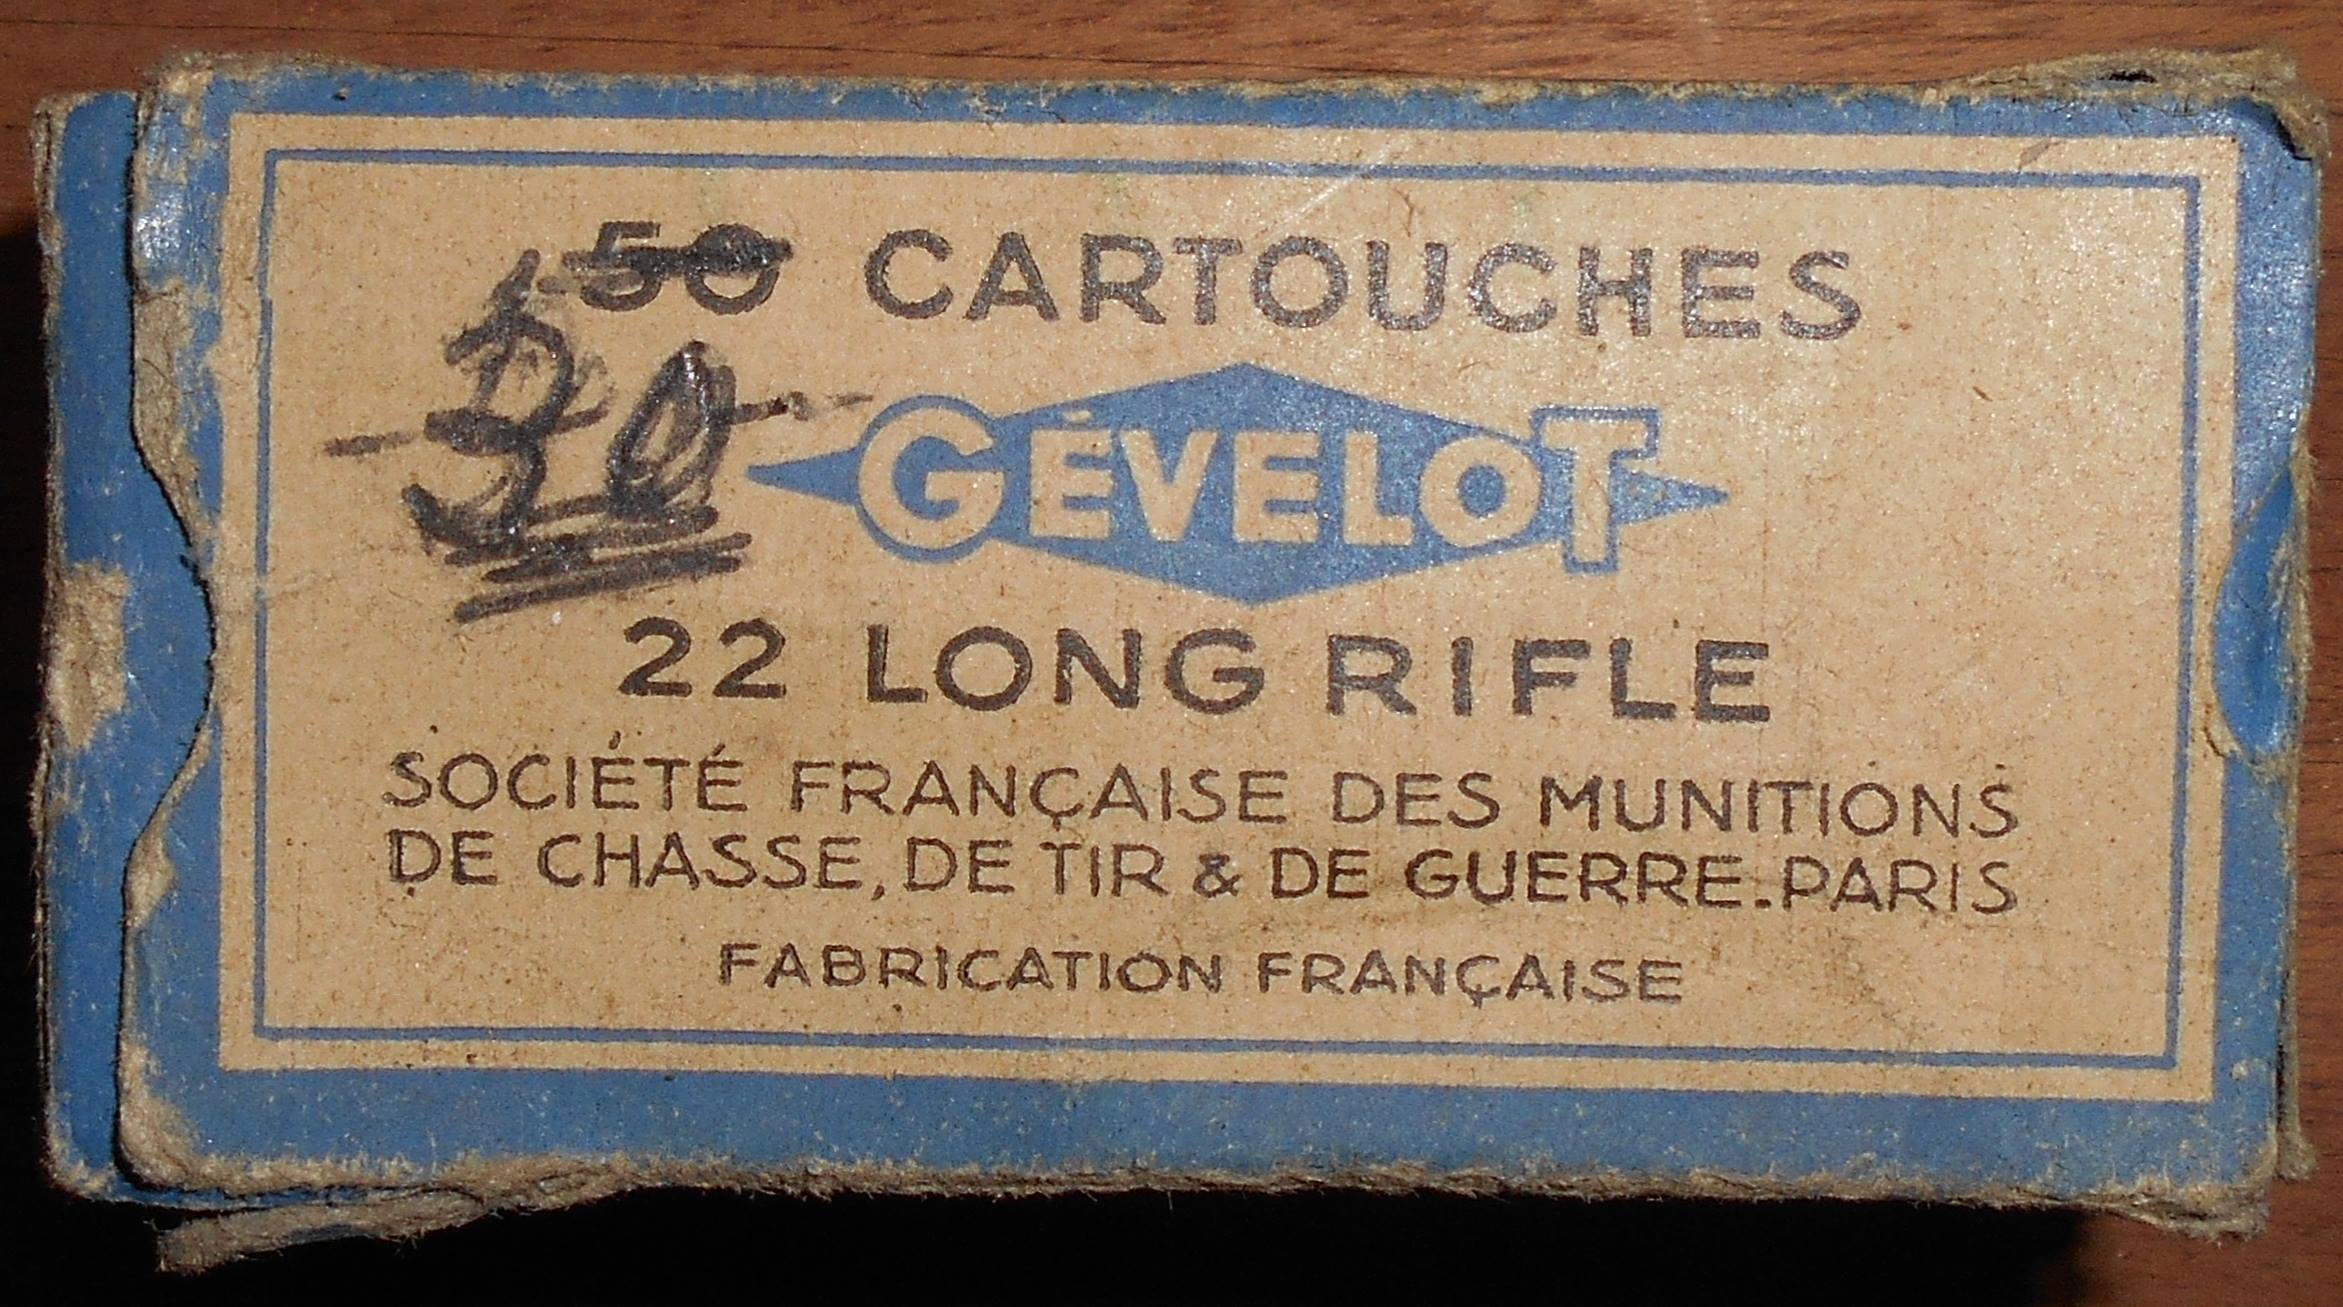 50 CARTOUCHES
30
GÉVELOT
22 LONG RIFLE
SOCIÉTÉ FRANÇAISE DES MUNITIONS
DE CHASSE, DE TIR & DE GUERRE.PARIS
FABRICATION FRANÇAISE